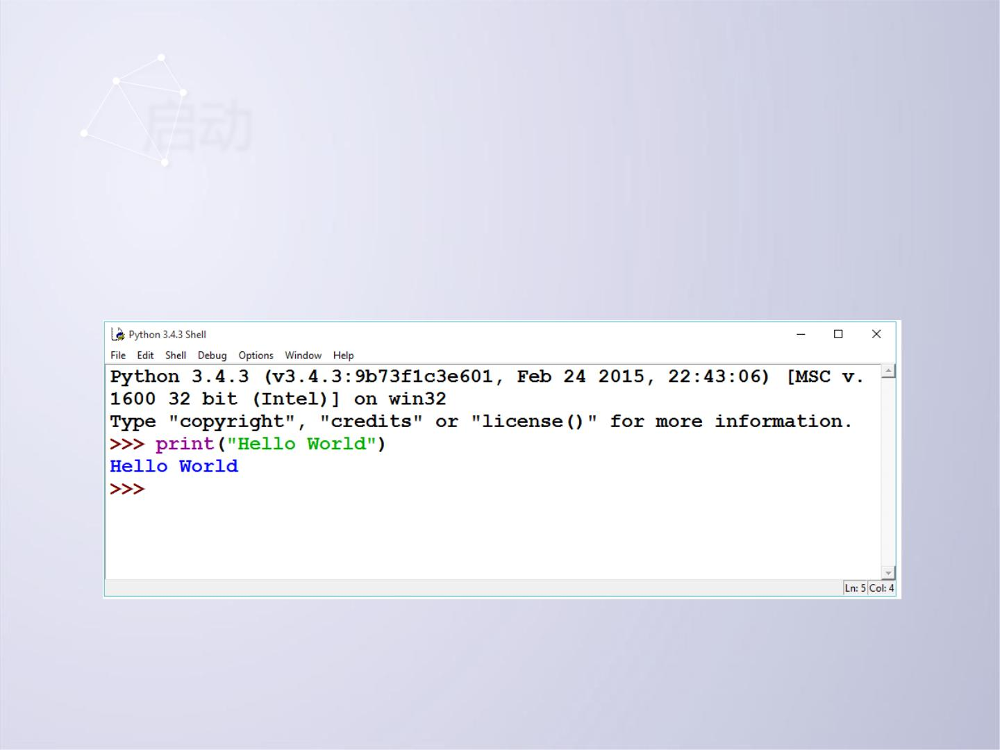 启动
Python 3.4.3 Shell
File Edit Shell Debug Options Window Help
Python 3.4.3 (v3.4.3:9b73f1c3e601, Feb 24 2015, 22:43:06) [MSC v.
1600 32 bit (Intel)] on win32
Type "copyright", "credits" or "license()" for more information.
>>> print("Hello World")
Hello World
>>>
Ln: 5 Col: 4